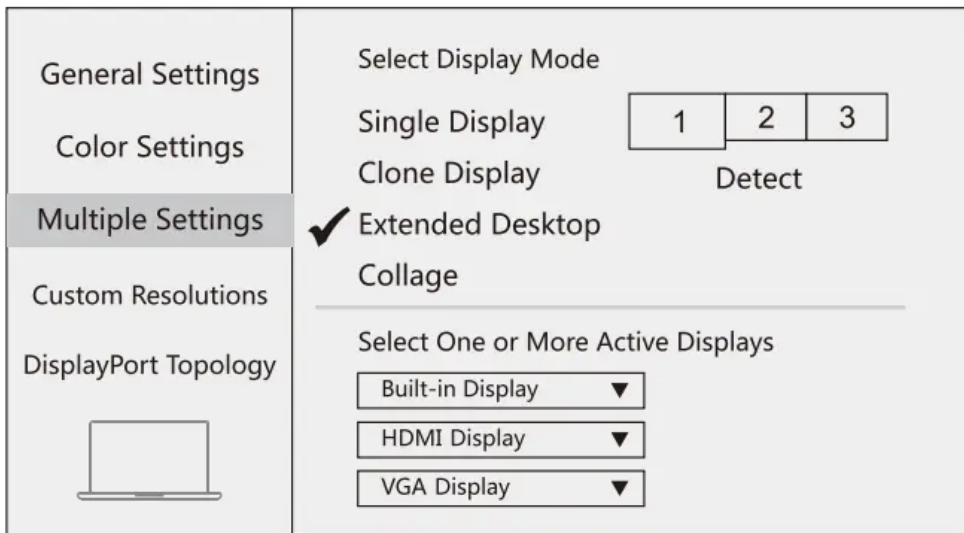 General Settings
Color Settings
Multiple Settings
Custom Resolutions
DisplayPort Topology
Select Display Mode
Single Display
Clone Display
Extended Desktop
Collage
1 2 3
Detect
Select One or More Active Displays
Built-in Display
HDMI Display
VGA Display